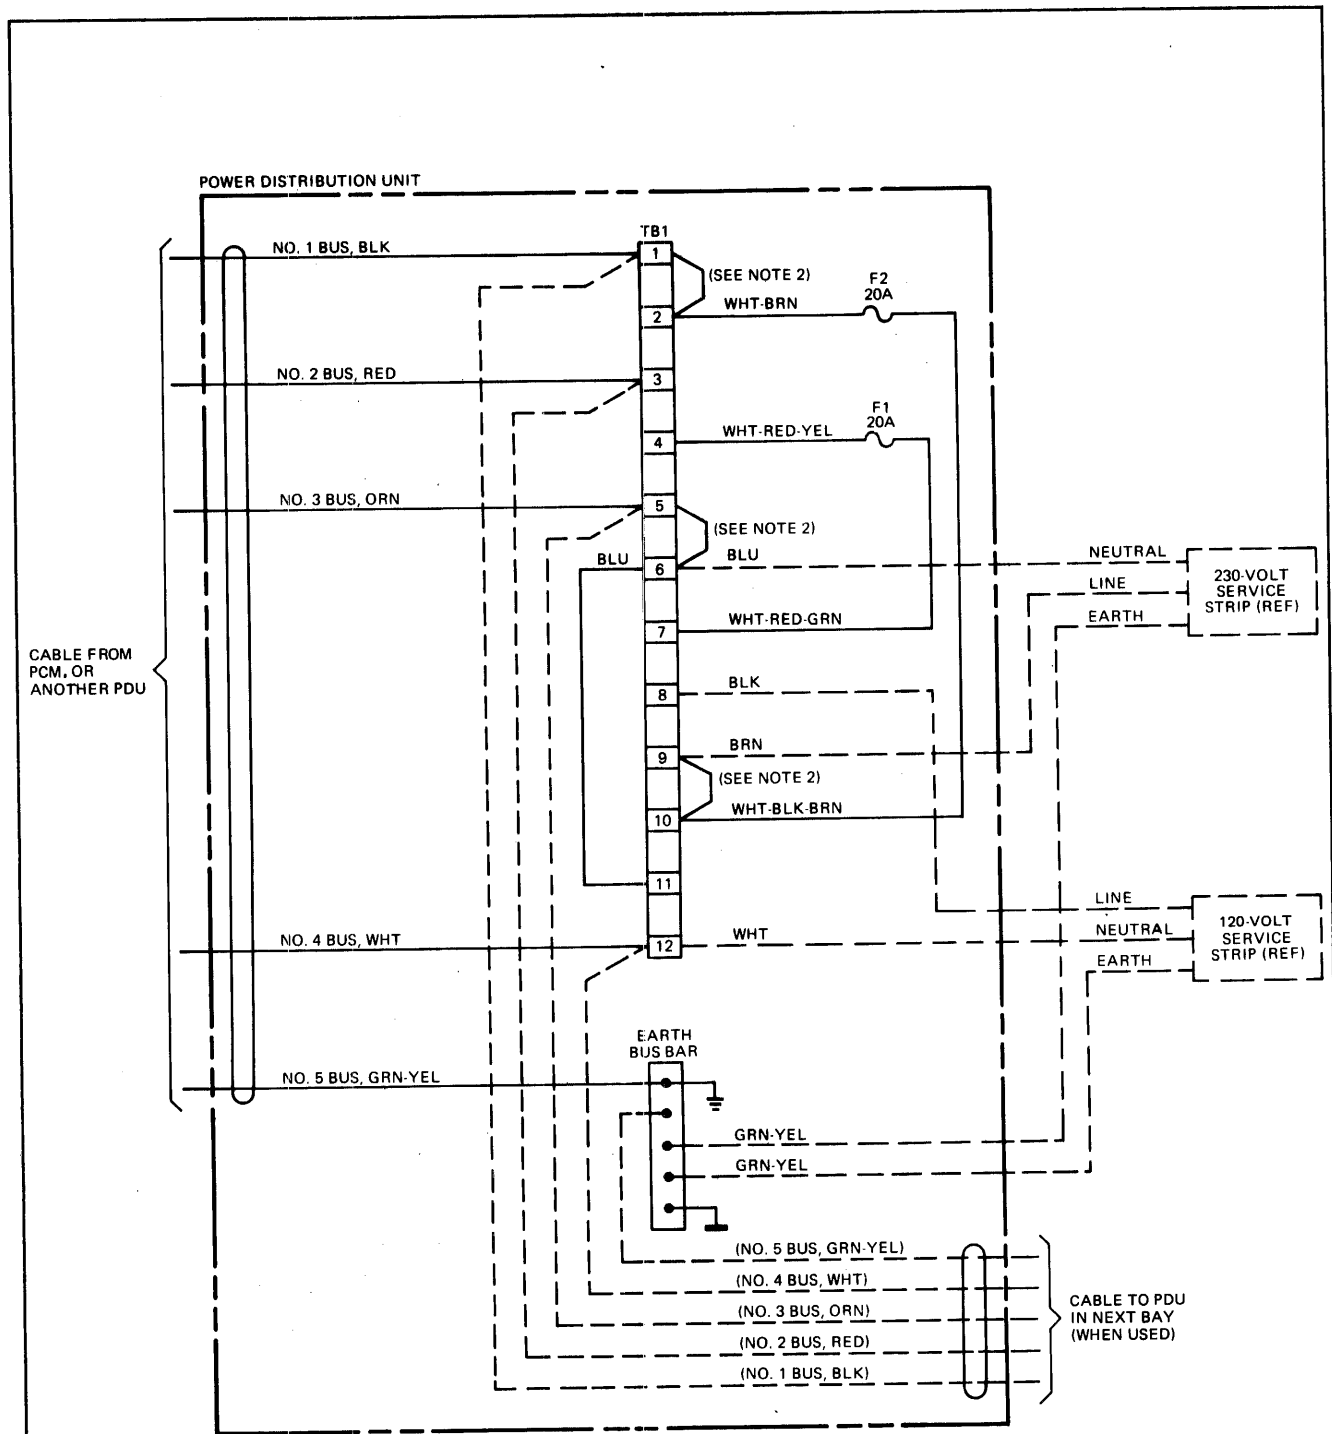 POWER DISTRIBUTION UNIT
TB1
NO. 1 BUS, BLK
1
(SEE NOTE 2)
F2
20A
WHT-BRN
2
NO. 2 BUS, RED
3
F1
20A
WHT-RED-YEL
4
NO. 3 BUS, ORN
5
(SEE NOTE 2)
BLU
6
BLU
NEUTRAL
LINE
EARTH
230-VOLT
SERVICE
STRIP (REF)
WHT-RED-GRN
7
CABLE FROM
PCM, OR
ANOTHER PDU
BLK
8
BRN
9
(SEE NOTE 2)
WHT-BLK-BRN
10
11
LINE
NEUTRAL
EARTH
120-VOLT
SERVICE
STRIP (REF)
NO. 4 BUS, WHT
12
WHT
EARTH
BUS BAR
NO. 5 BUS, GRN-YEL
GRN-YEL
GRN-YEL
(NO. 5 BUS, GRN-YEL)
(NO. 4 BUS, WHT)
(NO. 3 BUS, ORN)
(NO. 2 BUS, RED)
(NO. 1 BUS, BLK)
CABLE TO PDU
IN NEXT BAY
(WHEN USED)